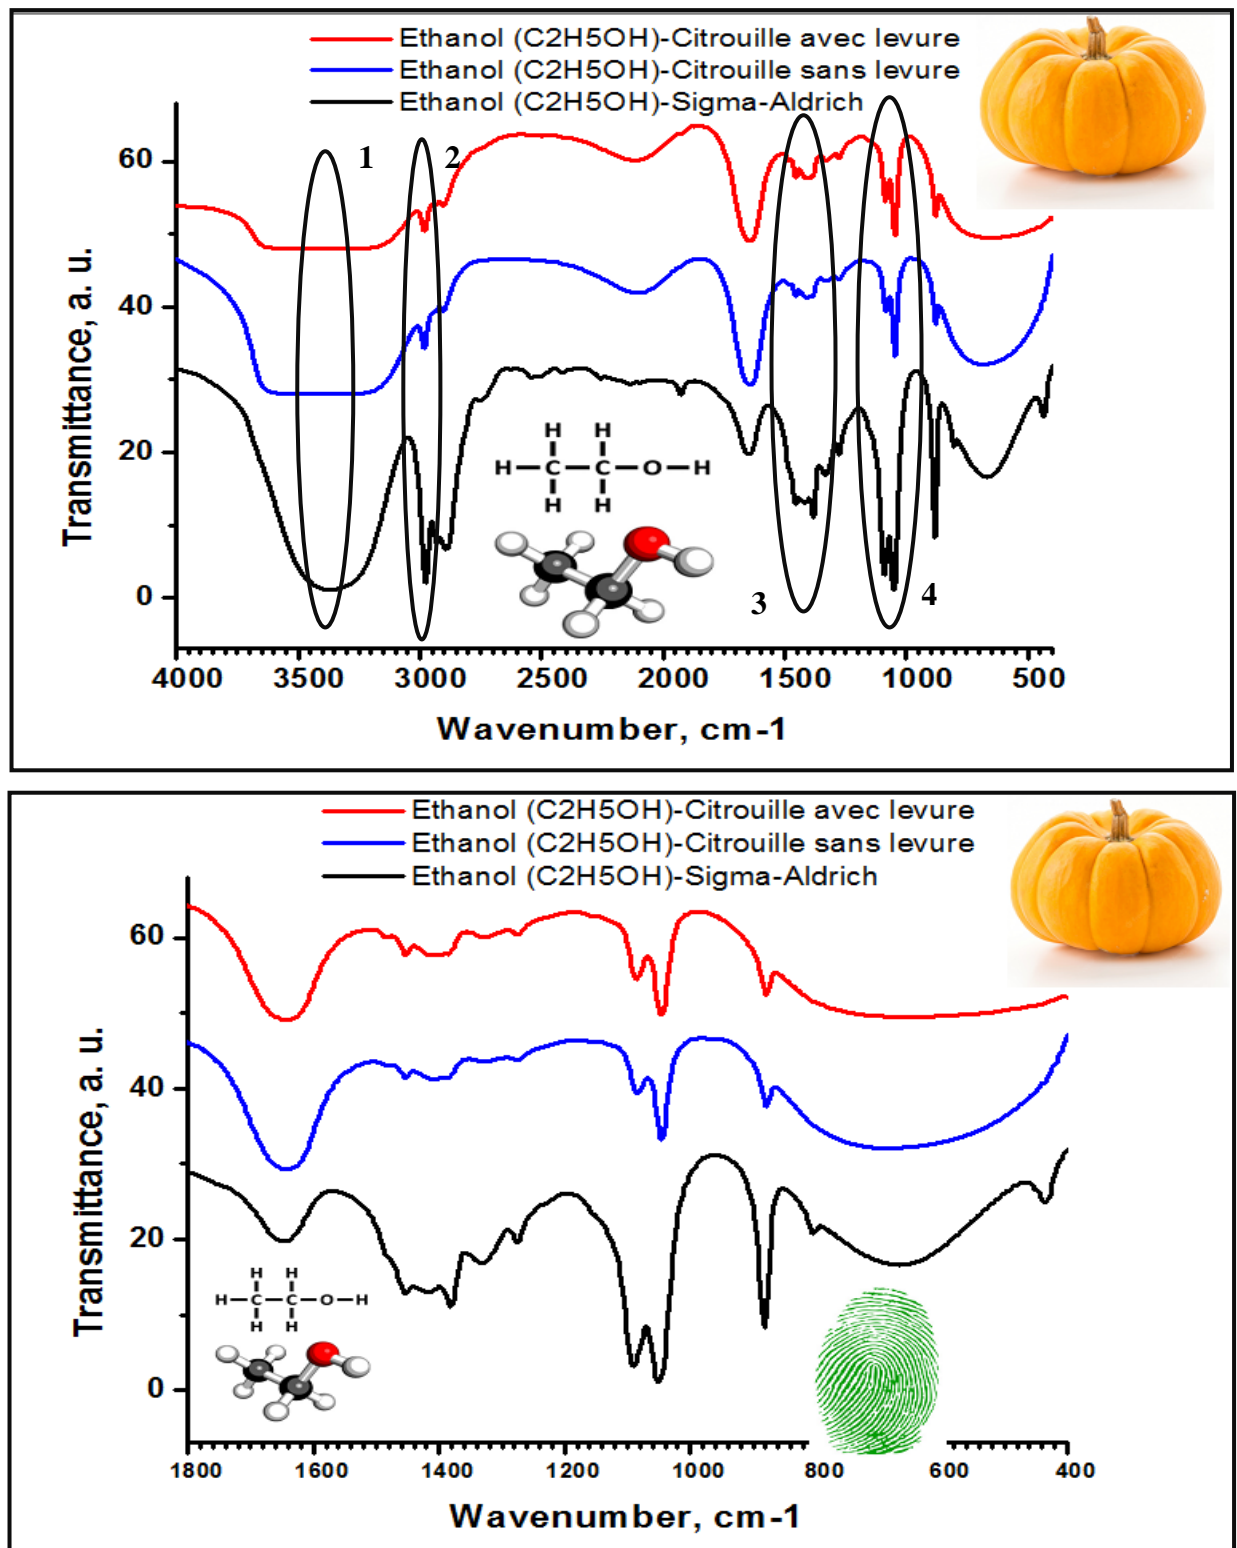 Ethanol (C2H5OH)-Citrouille avec levure
Ethanol (C2H5OH)-Citrouille sans levure
Ethanol (C2H5OH)-Sigma-Aldrich
1
2
3
4
60
40
20
0
Transmittance, a. u.
H H
H C C O H
H H
4000 3500 3000 2500 2000 1500 1000 500
Wavenumber, cm-1
Ethanol (C2H5OH)-Citrouille avec levure
Ethanol (C2H5OH)-Citrouille sans levure
Ethanol (C2H5OH)-Sigma-Aldrich
60
40
20
0
Transmittance, a. u.
H H
H C C O H
H H
1800 1600 1400 1200 1000 800 600 400
Wavenumber, cm-1